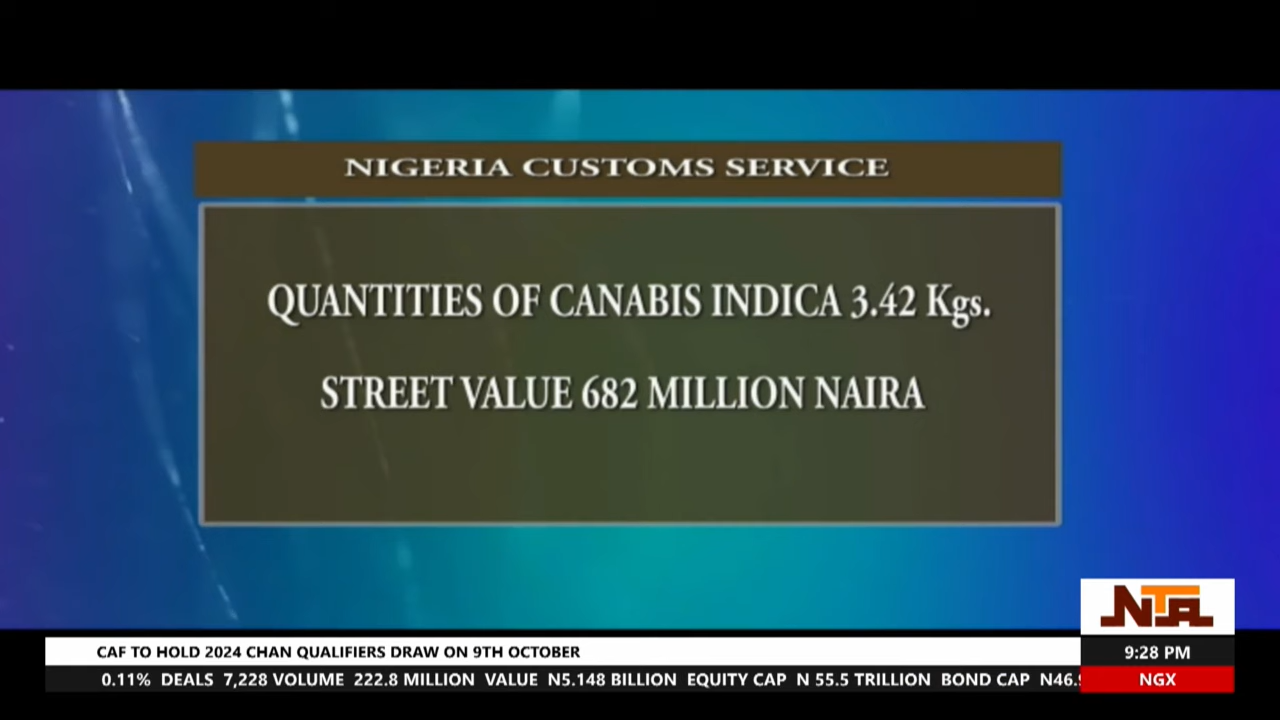 NIGERIA CUSTOMS SERVICE
QUANTITIES OF CANABIS INDICA 3.42 Kgs.
STREET VALUE 682 MILLION NAIRA
NTA
CAF TO HOLD 2024 CHAN QUALIFIERS DRAW ON 9TH OCTOBER
9:28 PM
0.11% DEALS 7,228 VOLUME 222.8 MILLION VALUE N5.148 BILLION EQUITY CAP N 55.5 TRILLION BOND CAP
NGX